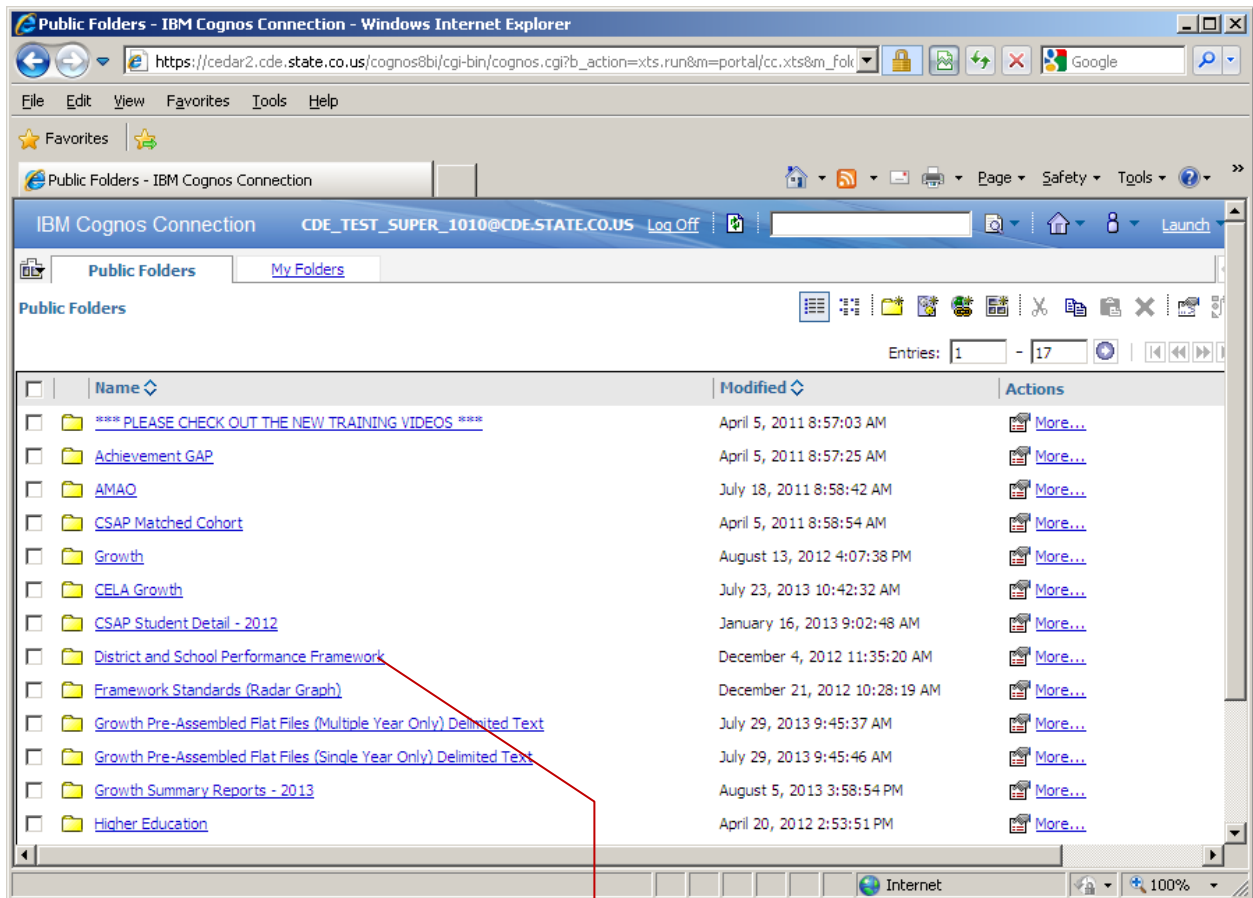 Public Folders - IBM Cognos Connection - Windows Internet Explorer
https://cedar2.cde.state.co.us/cognos8bi/cgi-bin/cognos.cgi?b_action=xts.run&m=portal/cc.xts&m_fol
Google
File Edit View Favorites Tools Help
Favorites
Public Folders - IBM Cognos Connection
Page Safety Tools
IBM Cognos Connection CDE_TEST_SUPER_1010@CDE.STATE.CO.US Log Off Launch
Public Folders My Folders
Public Folders
Entries: 1 - 17
Name Modified Actions
*** PLEASE CHECK OUT THE NEW TRAINING VIDEOS *** April 5, 2011 8:57:03 AM More...
Achievement GAP April 5, 2011 8:57:25 AM More...
AMAO July 18, 2011 8:58:42 AM More...
CSAP Matched Cohort April 5, 2011 8:58:54 AM More...
Growth August 13, 2012 4:07:38 PM More...
CELA Growth July 23, 2013 10:42:32 AM More...
CSAP Student Detail - 2012 January 16, 2013 9:02:48 AM More...
District and School Performance Framework December 4, 2012 11:35:20 AM More...
Framework Standards (Radar Graph) December 21, 2012 10:28:19 AM More...
Growth Pre-Assembled Flat Files (Multiple Year Only) Delimited Text July 29, 2013 9:45:37 AM More...
Growth Pre-Assembled Flat Files (Single Year Only) Delimited Text July 29, 2013 9:45:46 AM More...
Growth Summary Reports - 2013 August 5, 2013 3:58:54 PM More...
Higher Education April 20, 2012 2:53:51 PM More...
Internet 100%